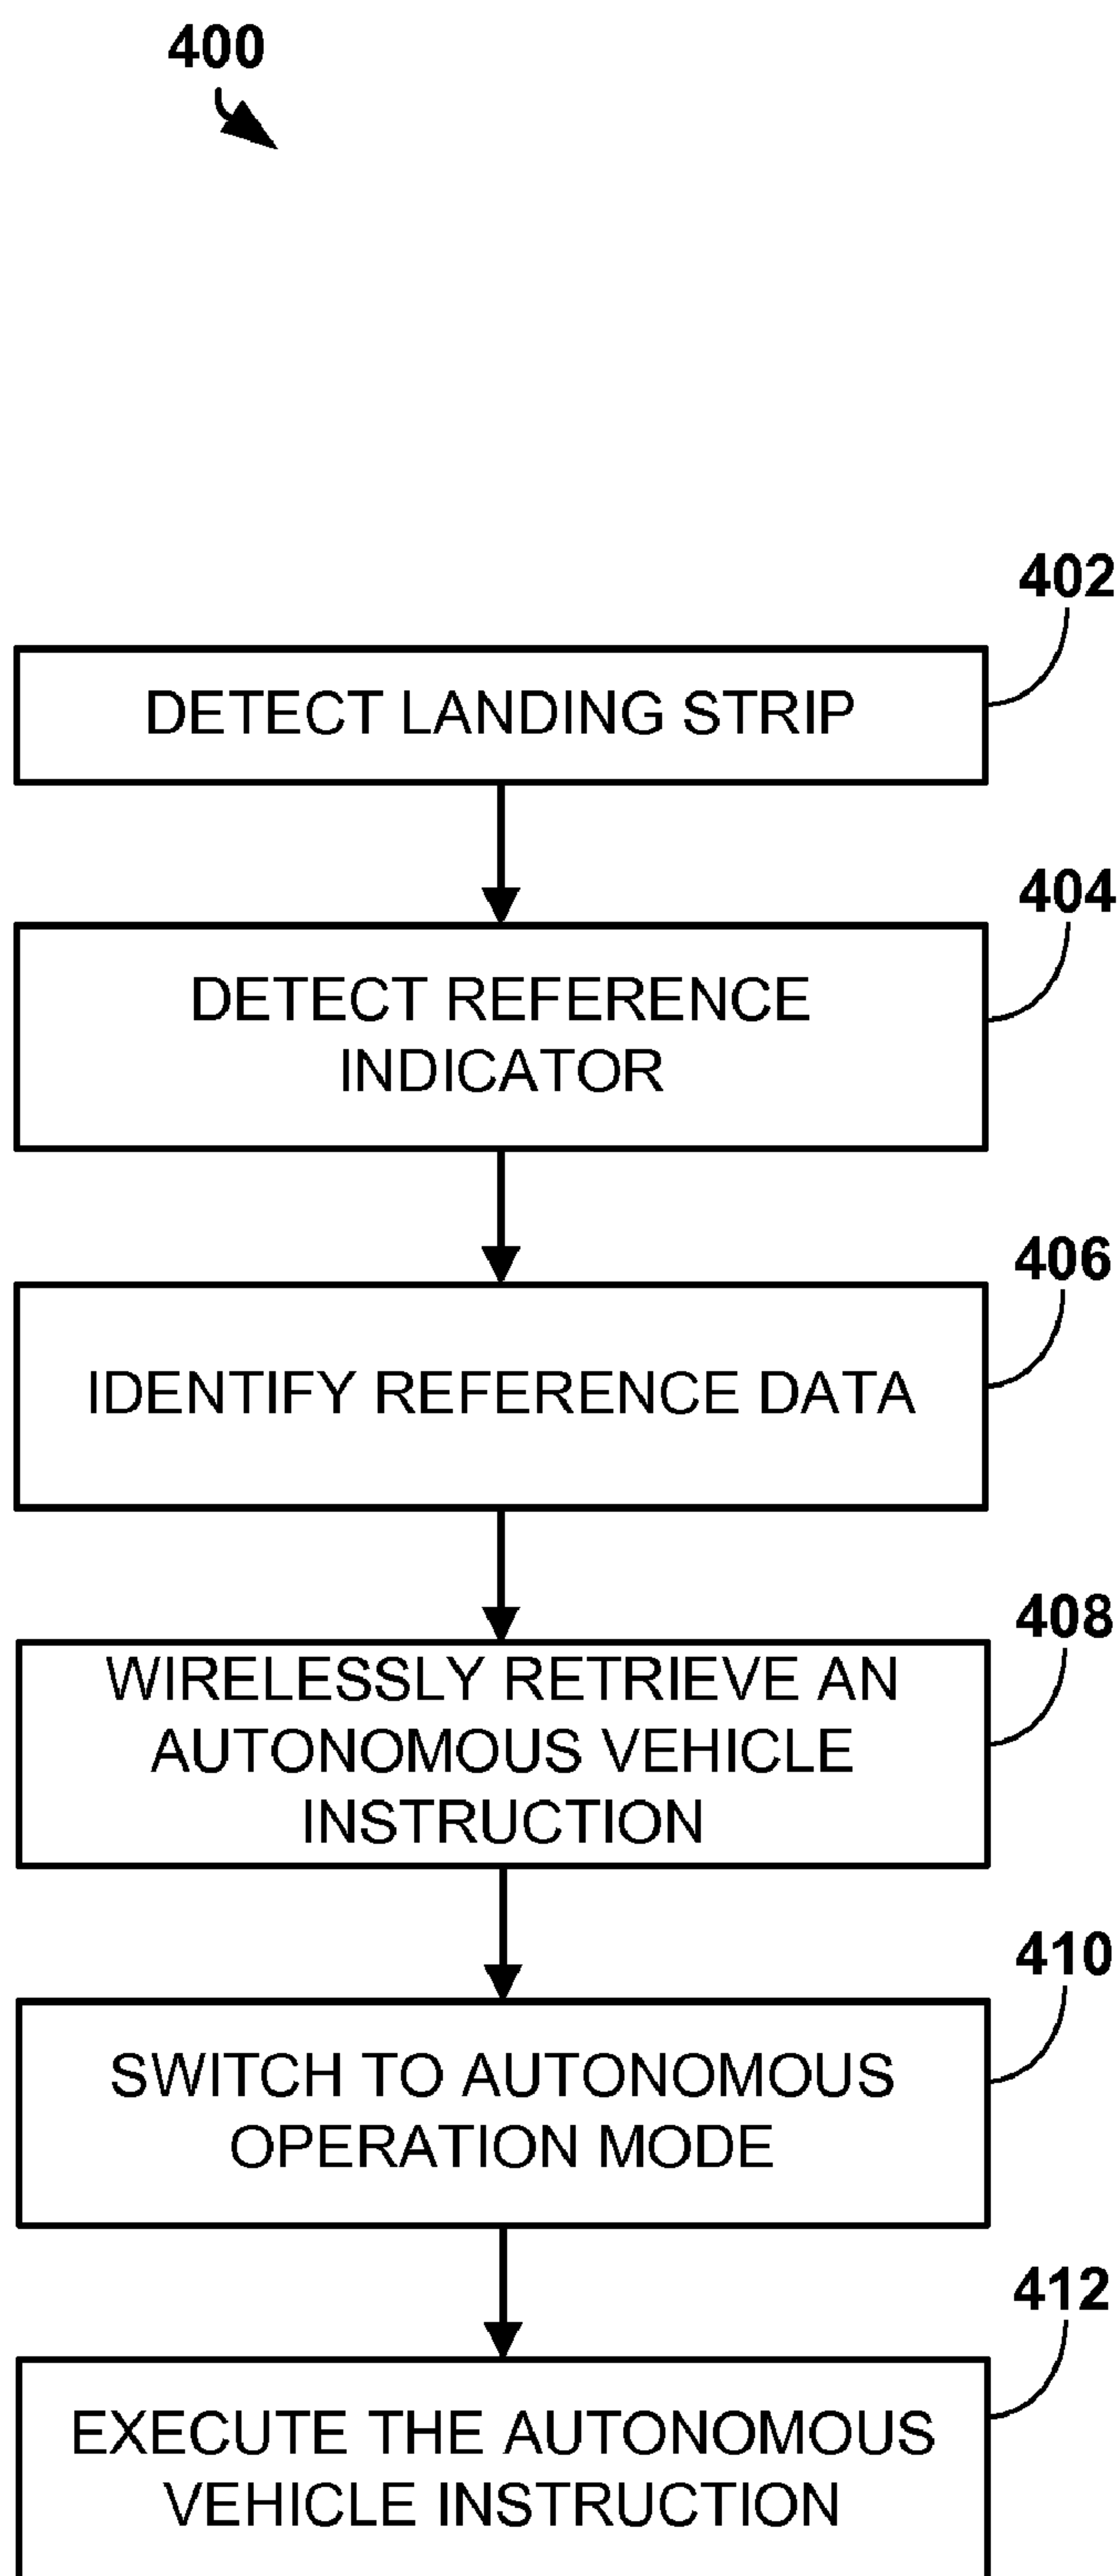 400
402
DETECT LANDING STRIP
404
DETECT REFERENCE
INDICATOR
406
IDENTIFY REFERENCE DATA
408
WIRELESSLY RETRIEVE AN
AUTONOMOUS VEHICLE
INSTRUCTION
410
SWITCH TO AUTONOMOUS
OPERATION MODE
412
EXECUTE THE AUTONOMOUS
VEHICLE INSTRUCTION